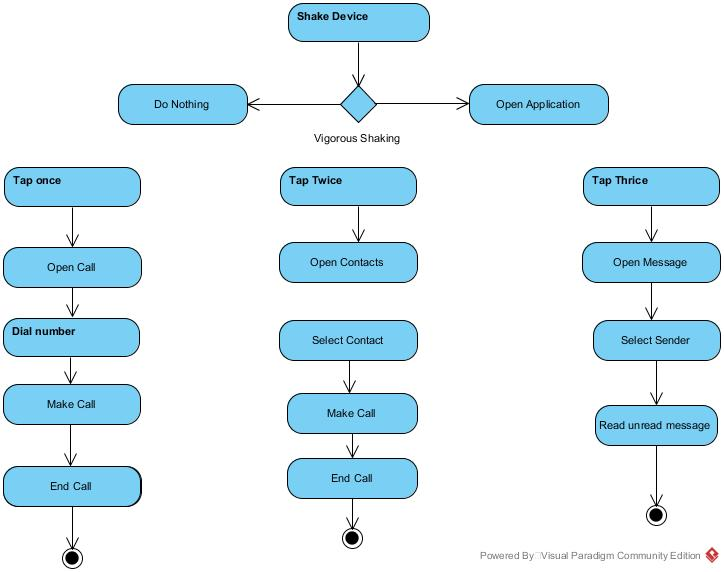 Shake Device
Do Nothing
Open Application
Vigorous Shaking
Tap once
Tap Twice
Tap Thrice
Open Call
Open Contacts
Open Message
Dial number
Select Contact
Select Sender
Make Call
Make Call
Read unread message
End Call
End Call
Powered By□Visual Paradigm Community Edition